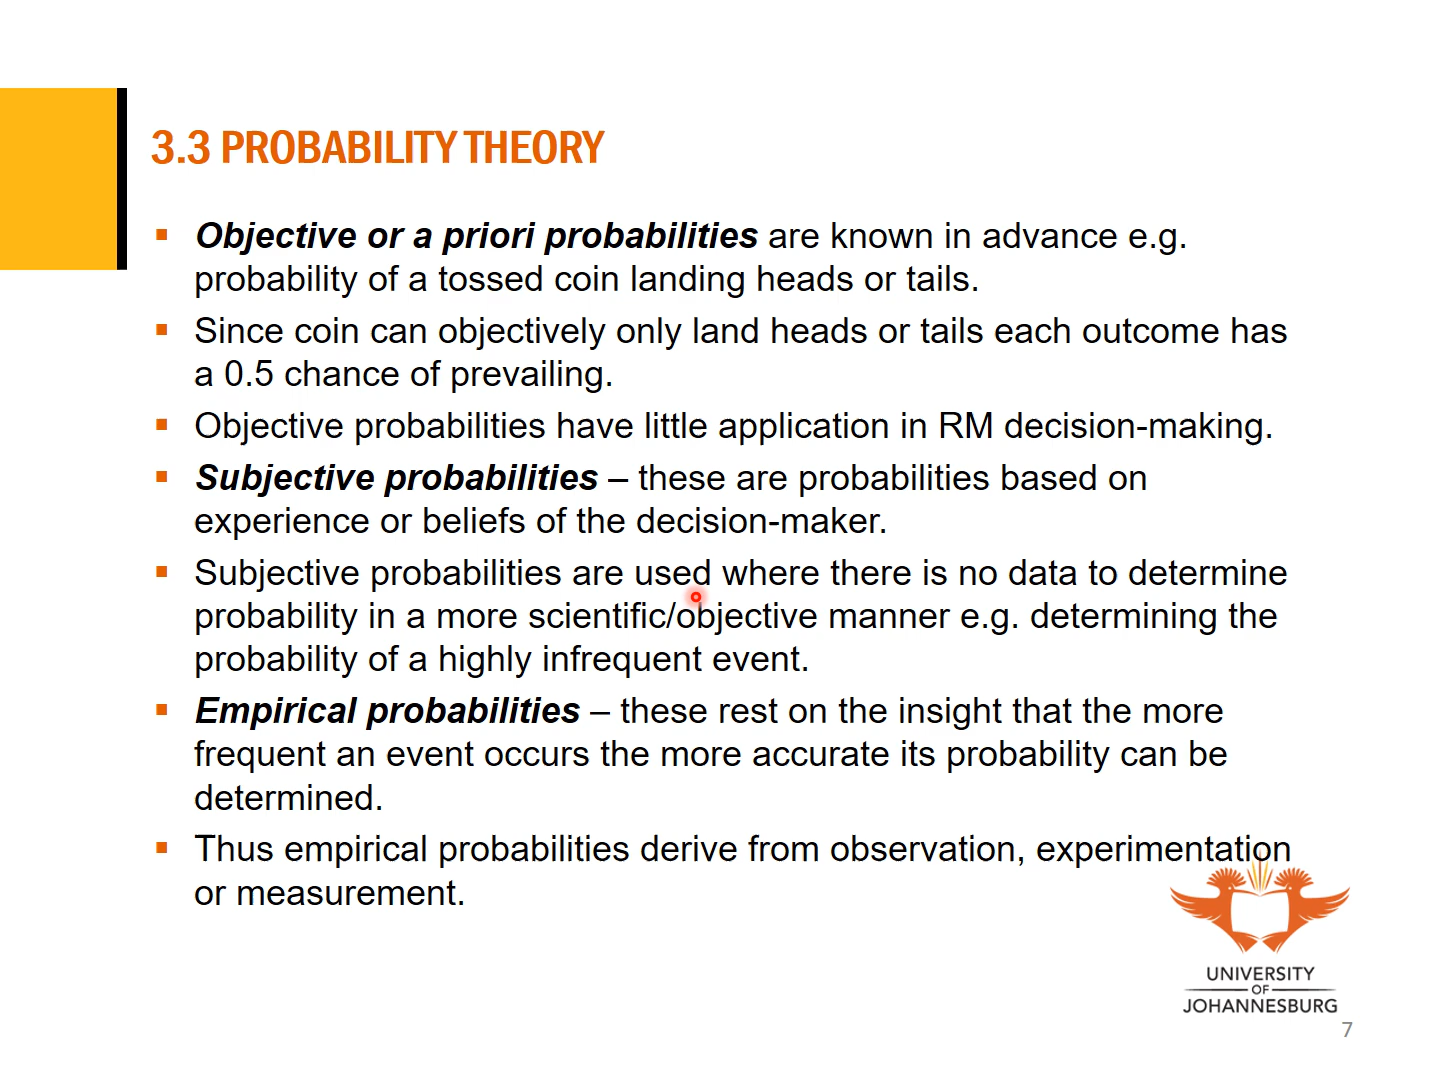 3.3 PROBABILITY THEORY
▪ Objective or a priori probabilities are known in advance e.g.
probability of a tossed coin landing heads or tails.
▪ Since coin can objectively only land heads or tails each outcome has
a 0.5 chance of prevailing.
▪ Objective probabilities have little application in RM decision-making.
▪ Subjective probabilities – these are probabilities based on
experience or beliefs of the decision-maker.
▪ Subjective probabilities are used where there is no data to determine
probability in a more scientific/objective manner e.g. determining the
probability of a highly infrequent event.
▪ Empirical probabilities – these rest on the insight that the more
frequent an event occurs the more accurate its probability can be
determined.
▪ Thus empirical probabilities derive from observation, experimentation
or measurement.
UNIVERSITY
OF
JOHANNESBURG
7